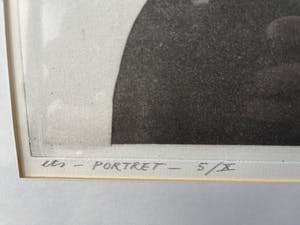 ets - PORTRET - 5/X